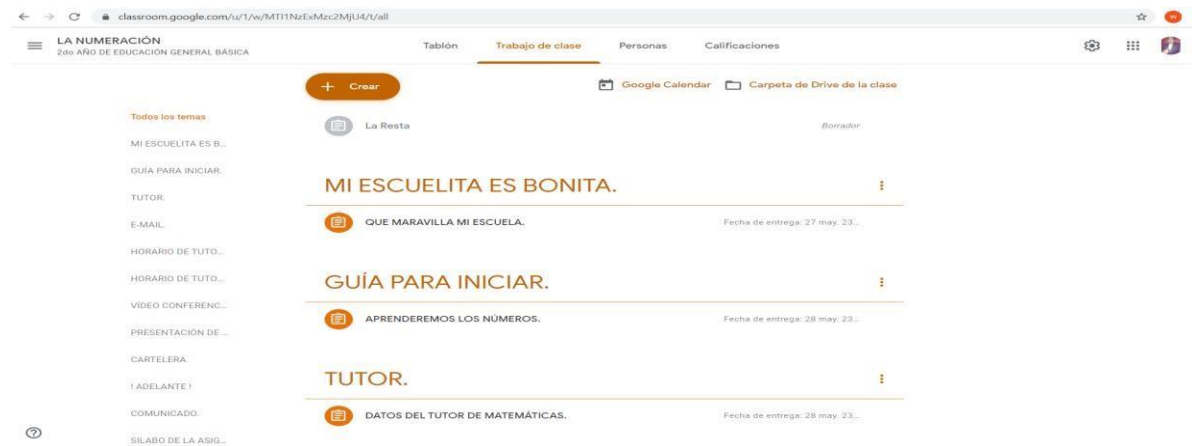 classroom.google.com/u/1/w/MTI1NzExMzc2MjU4/t/all
W
LA NUMERACIÓN
2do AÑO DE EDUCACIÓN GENERAL BÁSICA
Tablón Trabajo de clase Personas Calificaciones
+ Crear
Google Calendar Carpeta de Drive de la clase
Todos los temas
MI ESCUELITA ES B...
GUÍA PARA INICIAR.
TUTOR.
E-MAIL.
HORARIO DE TUTO...
HORARIO DE TUTO...
VÍDEO CONFERENC...
PRESENTACIÓN DE ...
CARTELERA.
! ADELANTE !
COMUNICADO.
SILABO DE LA ASIG...
La Resta Borrador
MI ESCUELITA ES BONITA.
QUE MARAVILLA MI ESCUELA. Fecha de entrega: 27 may. 23...
GUÍA PARA INICIAR.
APRENDEREMOS LOS NÚMEROS. Fecha de entrega: 28 may. 23...
TUTOR.
DATOS DEL TUTOR DE MATEMÁTICAS. Fecha de entrega: 28 may. 23...